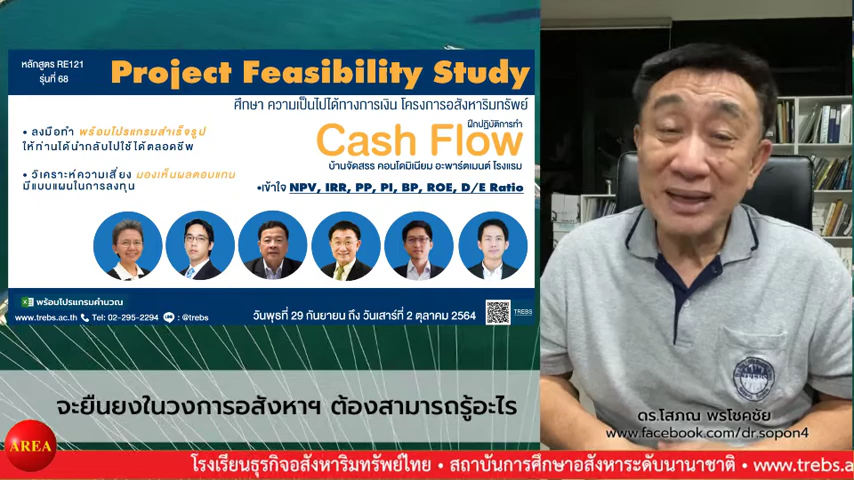 หลักสูตร RE121
รุ่นที่ 68
Project Feasibility Study
ศึกษา ความเป็นไปได้ทางการเงิน โครงการอสังหาริมทรัพย์
• ลงมือทำ พร้อมโปรแกรมสำเร็จรูป
ให้ท่านได้นำกลับไปใช้ได้ตลอดชีพ
• วิเคราะห์ความเสี่ยง มองเห็นผลตอบแทน
มีแบบแผนในการลงทุน
ฝึกปฏิบัติการทำ
Cash Flow
บ้านจัดสรร คอนโดมิเนียม อะพาร์ตเมนต์ โรงแรม
•เข้าใจ NPV, IRR, PP, PI, BP, ROE, D/E Ratio
พร้อมโปรแกรมคำนวณ
www.trebs.ac.th Tel: 02-295-2294 : @trebs
วันพุธที่ 29 กันยายน ถึง วันเสาร์ที่ 2 ตุลาคม 2564
TREBS
จะยืนยงในวงการอสังหาฯ ต้องสามารถรู้อะไร
ดร.โสภณ พรโชคชัย
www.facebook.com/dr.sopon4
AREA
โรงเรียนธุรกิจอสังหาริมทรัพย์ไทย • สถาบันการศึกษาอสังหาระดับนานาชาติ • www.trebs.a